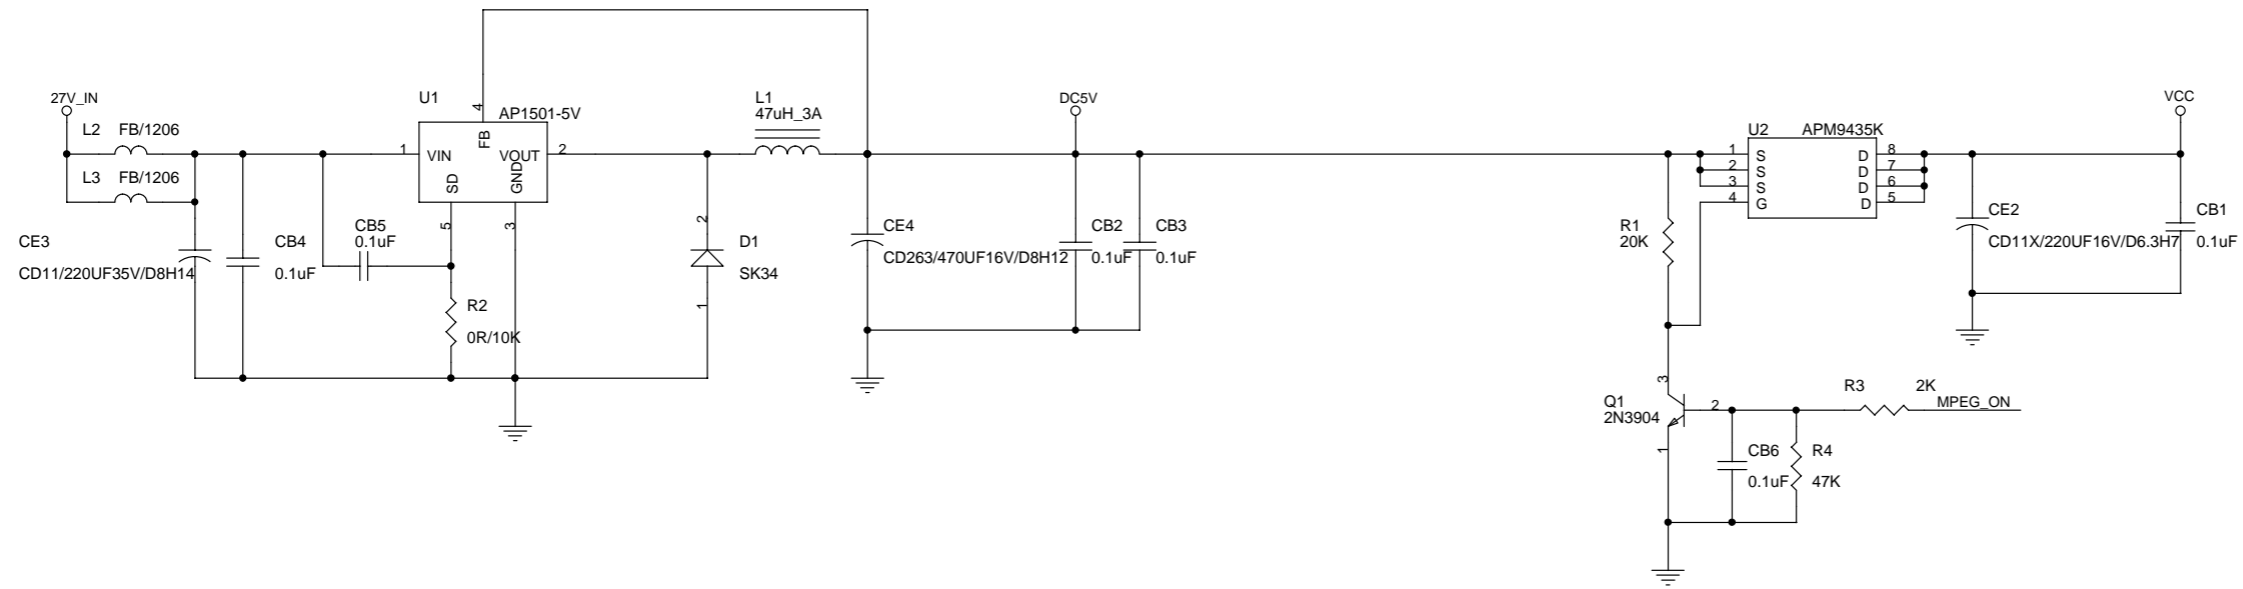 27V_IN
L2 FB/1206
L3 FB/1206
CE3
CD11/220UF35V/D8H14
CB4
0.1uF
CB5
0.1uF
U1
AP1501-5V
4
FB
1
VIN
VOUT
2
SD
GND
5
3
R2
0R/10K
L1
47uH_3A
2
D1
SK34
1
CE4
CD263/470UF16V/D8H12
DC5V
CB2
0.1uF
CB3
0.1uF
R1
20K
U2 APM9435K
1 S D 8
2 S D 7
3 S D 6
4 G D 5
VCC
CE2
CD11X/220UF16V/D6.3H7
CB1
0.1uF
3
Q1
2N3904
2
1
R3 2K
MPEG_ON
CB6
0.1uF
R4
47K